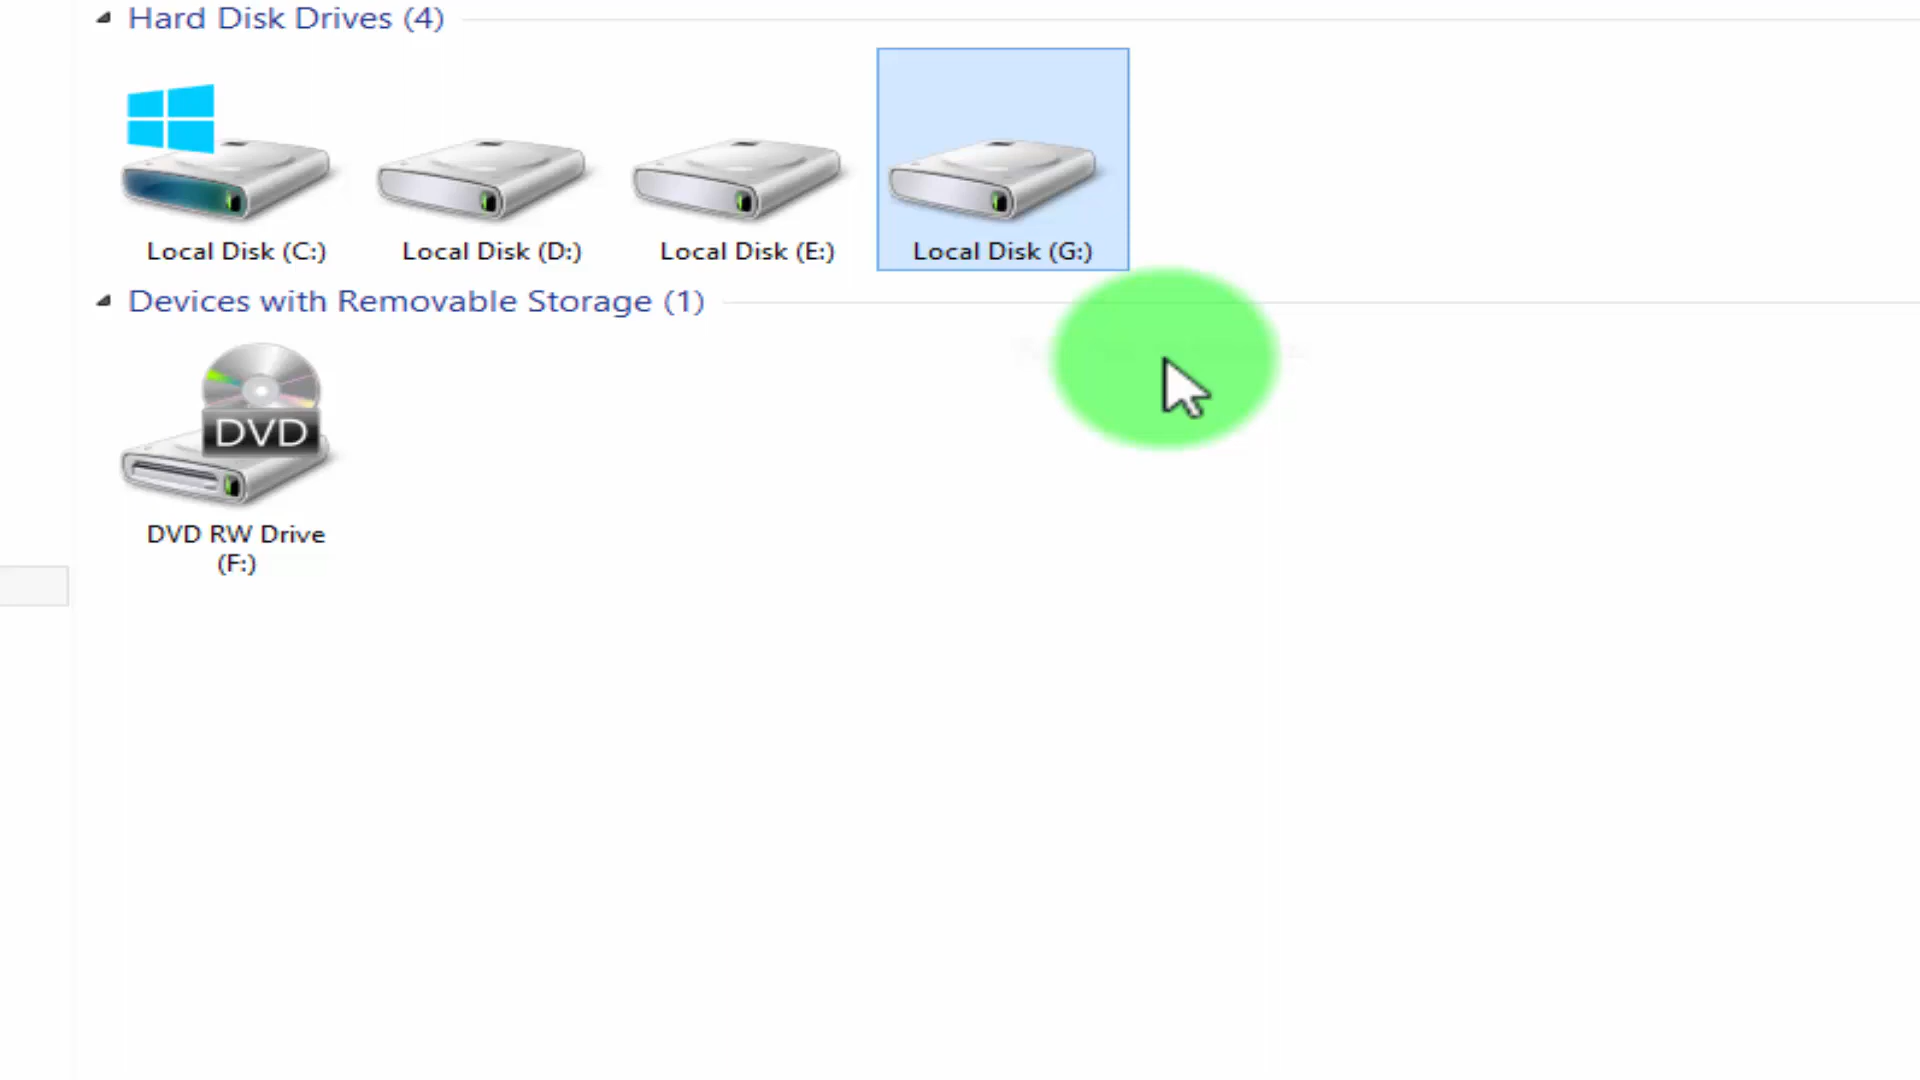 Hard Disk Drives (4)
Local Disk (C:)
Local Disk (D:)
Local Disk (E:)
Local Disk (G:)
Devices with Removable Storage (1)
DVD
DVD RW Drive
(F:)